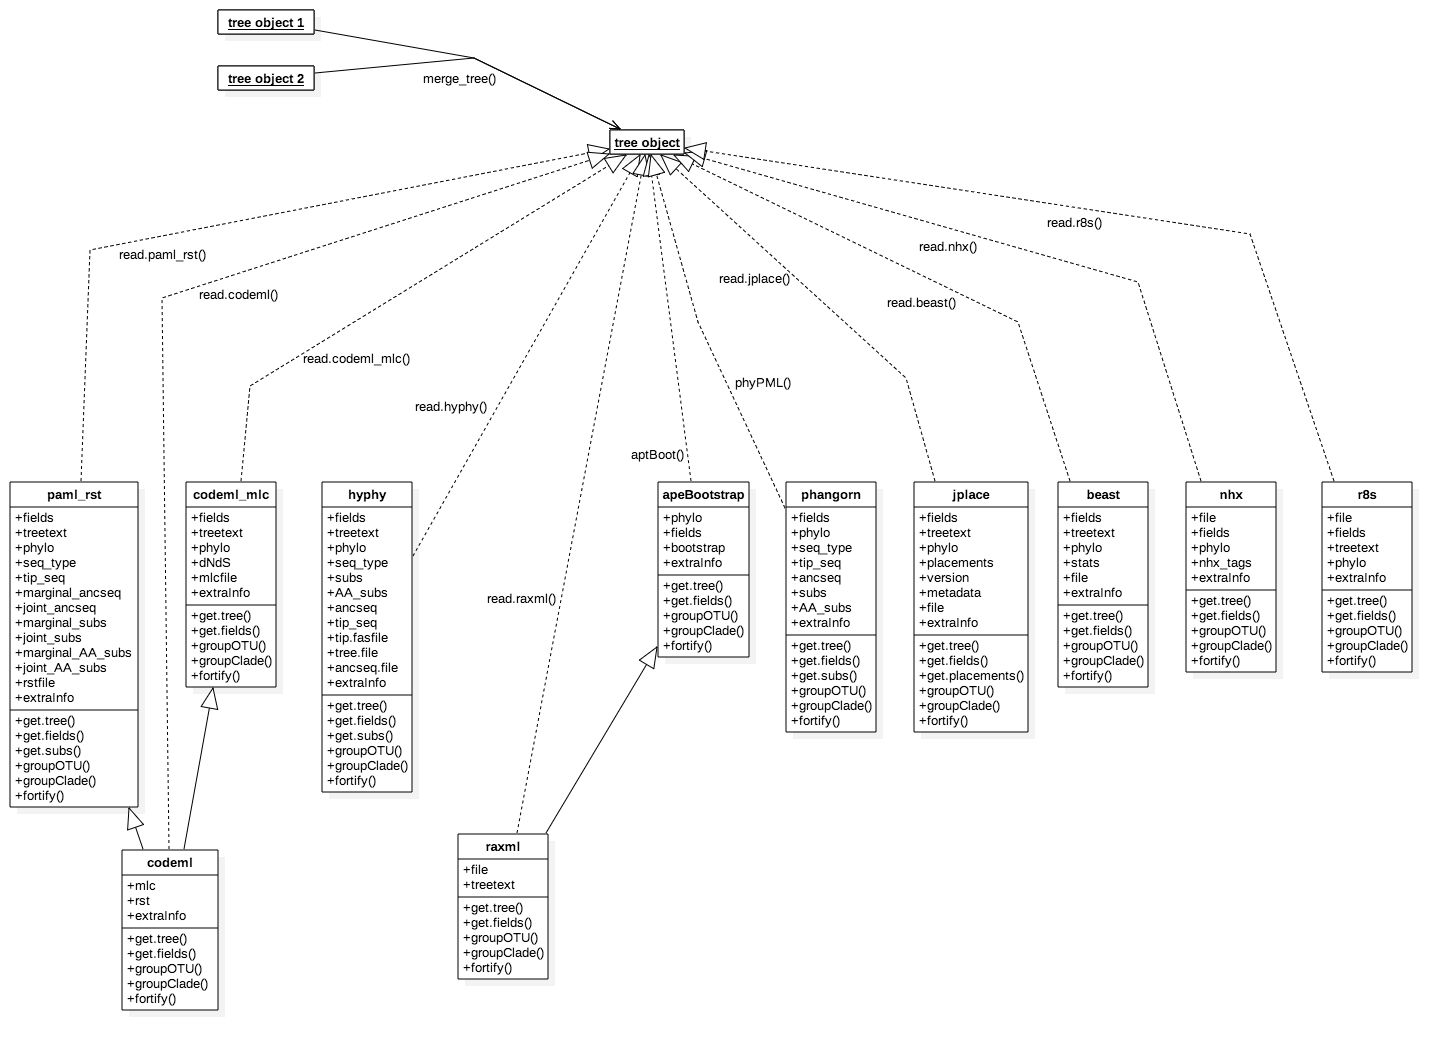 tree object 1
tree object 2
merge_tree()
tree object
read.paml_rst()
read.codeml()
read.codeml_mlc()
read.hyphy()
read.raxml()
aptBoot()
phyPML()
read.jplace()
read.beast()
read.nhx()
read.r8s()
paml_rst
+fields
+treetext
+phylo
+seq_type
+tip_seq
+marginal_ancseq
+joint_ancseq
+marginal_subs
+joint_subs
+marginal_AA_subs
+joint_AA_subs
+rstfile
+extraInfo
+get.tree()
+get.fields()
+get.subs()
+groupOTU()
+groupClade()
+fortify()
codeml_mlc
+fields
+treetext
+phylo
+dNdS
+mlcfile
+extraInfo
+get.tree()
+get.fields()
+groupOTU()
+groupClade()
+fortify()
hyphy
+fields
+treetext
+phylo
+seq_type
+subs
+AA_subs
+ancseq
+tip_seq
+tip.fasfile
+tree.file
+ancseq.file
+extraInfo
+get.tree()
+get.fields()
+get.subs()
+groupOTU()
+groupClade()
+fortify()
apeBootstrap
+phylo
+fields
+bootstrap
+extraInfo
+get.tree()
+get.fields()
+groupOTU()
+groupClade()
+fortify()
phangorn
+fields
+phylo
+seq_type
+tip_seq
+ancseq
+subs
+AA_subs
+extraInfo
+get.tree()
+get.fields()
+get.subs()
+groupOTU()
+groupClade()
+fortify()
jplace
+fields
+treetext
+phylo
+placements
+version
+metadata
+file
+extraInfo
+get.tree()
+get.fields()
+get.placements()
+groupOTU()
+groupClade()
+fortify()
beast
+fields
+treetext
+phylo
+stats
+file
+extraInfo
+get.tree()
+get.fields()
+groupOTU()
+groupClade()
+fortify()
nhx
+file
+fields
+phylo
+nhx_tags
+extraInfo
+get.tree()
+get.fields()
+groupOTU()
+groupClade()
+fortify()
r8s
+file
+fields
+treetext
+phylo
+extraInfo
+get.tree()
+get.fields()
+groupOTU()
+groupClade()
+fortify()
codeml
+mlc
+rst
+extraInfo
+get.tree()
+get.fields()
+groupOTU()
+groupClade()
+fortify()
raxml
+file
+treetext
+get.tree()
+get.fields()
+groupOTU()
+groupClade()
+fortify()